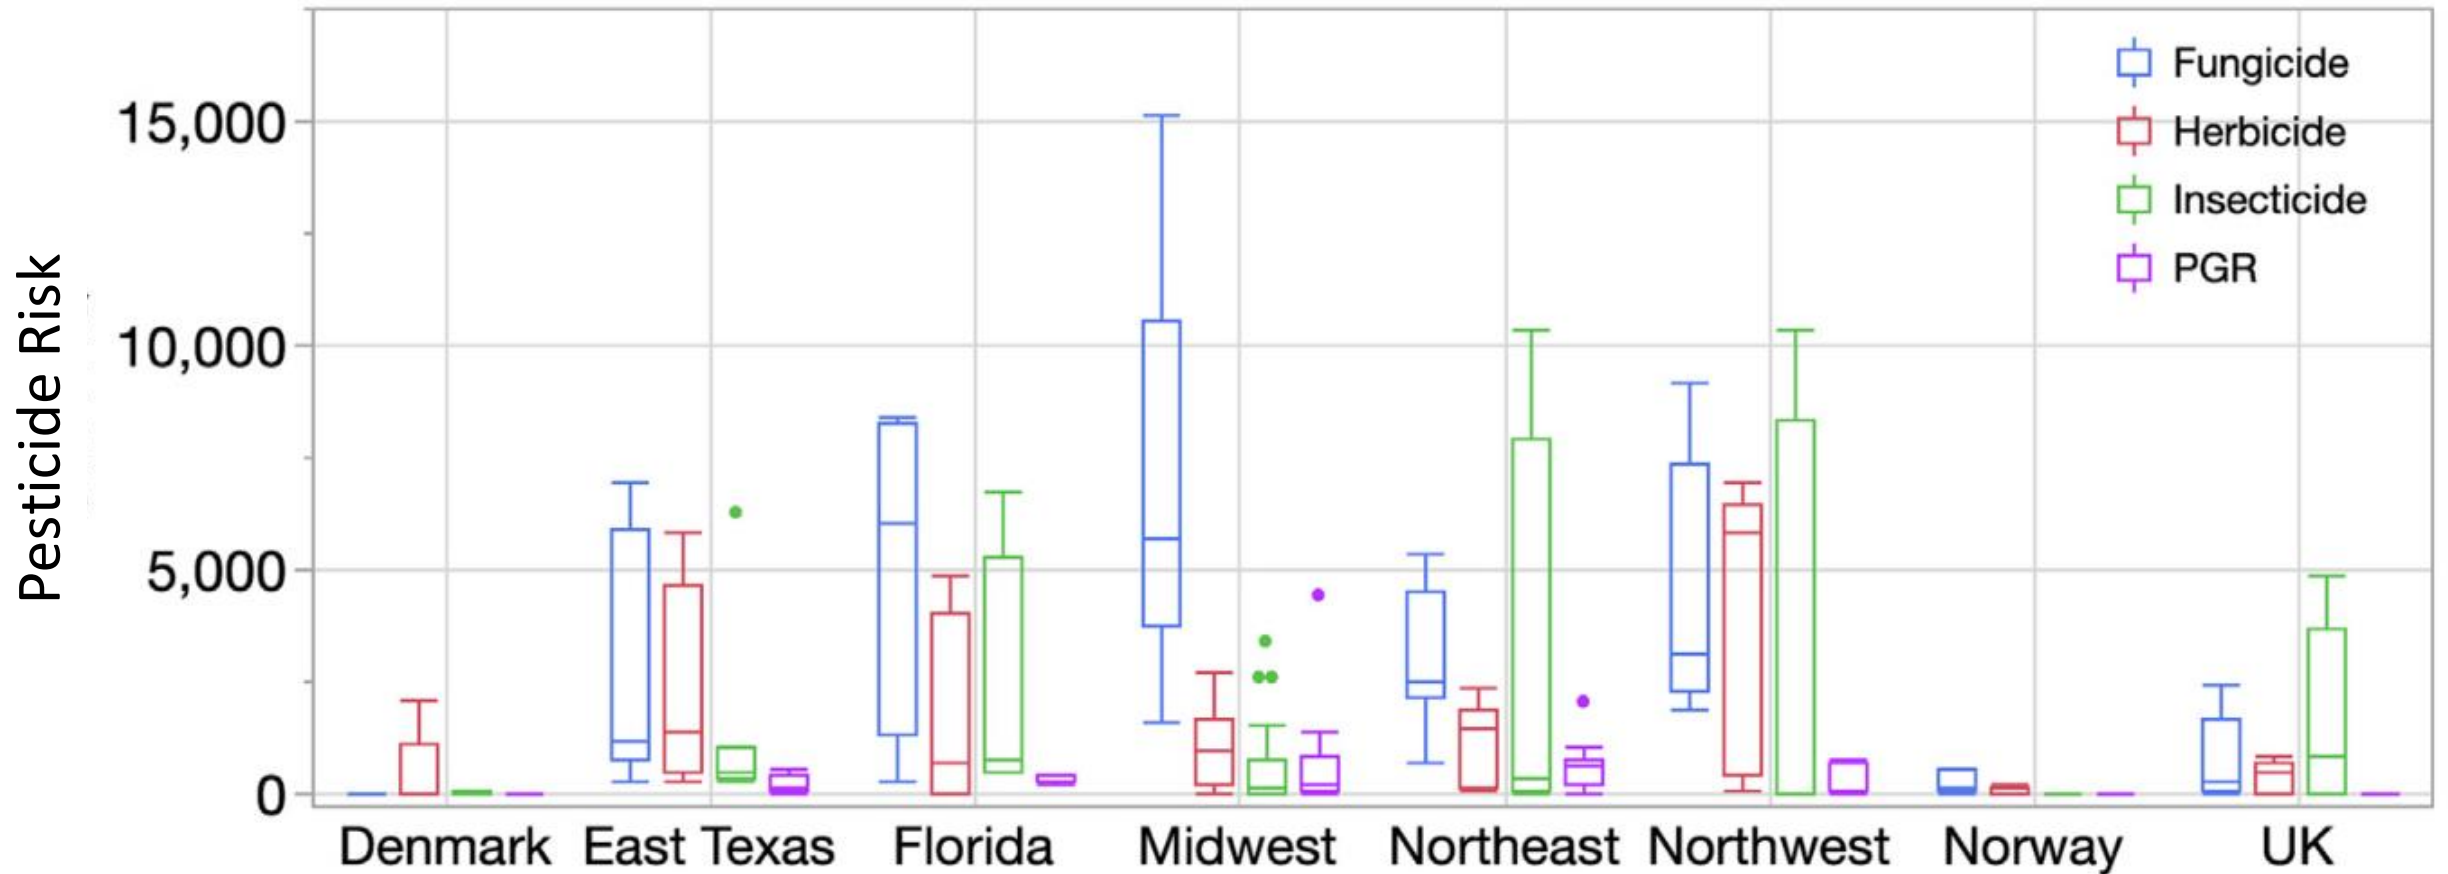 Pesticide Risk
15,000
10,000
5,000
0
Fungicide
Herbicide
Insecticide
PGR
Denmark East Texas Florida Midwest Northeast Northwest Norway UK